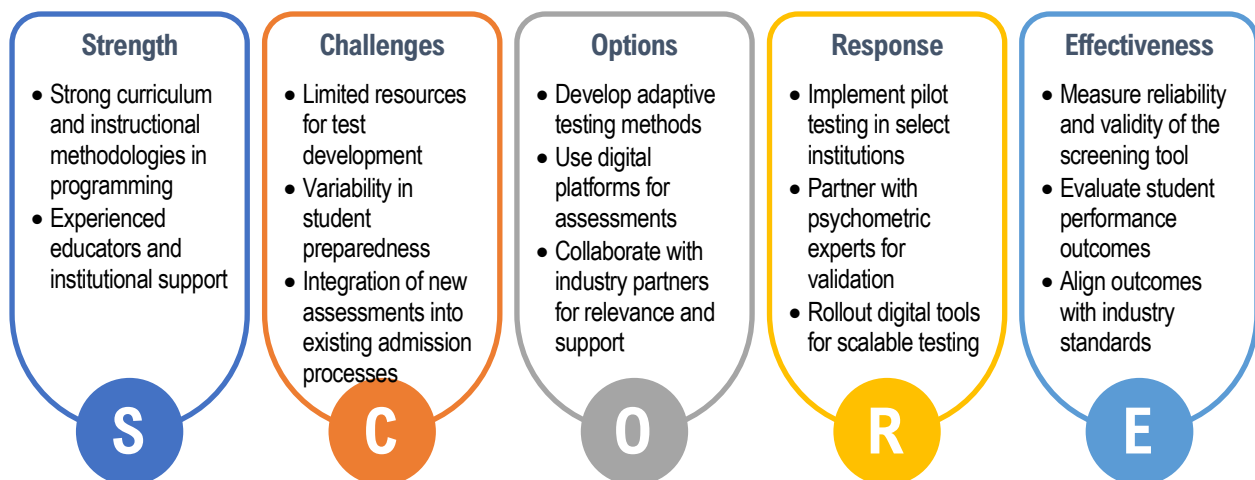 Strength
• Strong curriculum
and instructional
methodologies in
programming
• Experienced
educators and
institutional support
S
Challenges
• Limited resources
for test
development
• Variability in
student
preparedness
• Integration of new
assessments into
existing admission
processes
C
Options
• Develop adaptive
testing methods
• Use digital
platforms for
assessments
• Collaborate with
industry partners
for relevance and
support
O
Response
• Implement pilot
testing in select
institutions
• Partner with
psychometric
experts for
validation
• Rollout digital tools
for scalable testing
R
Effectiveness
• Measure reliability
and validity of the
screening tool
• Evaluate student
performance
outcomes
• Align outcomes
with industry
standards
E